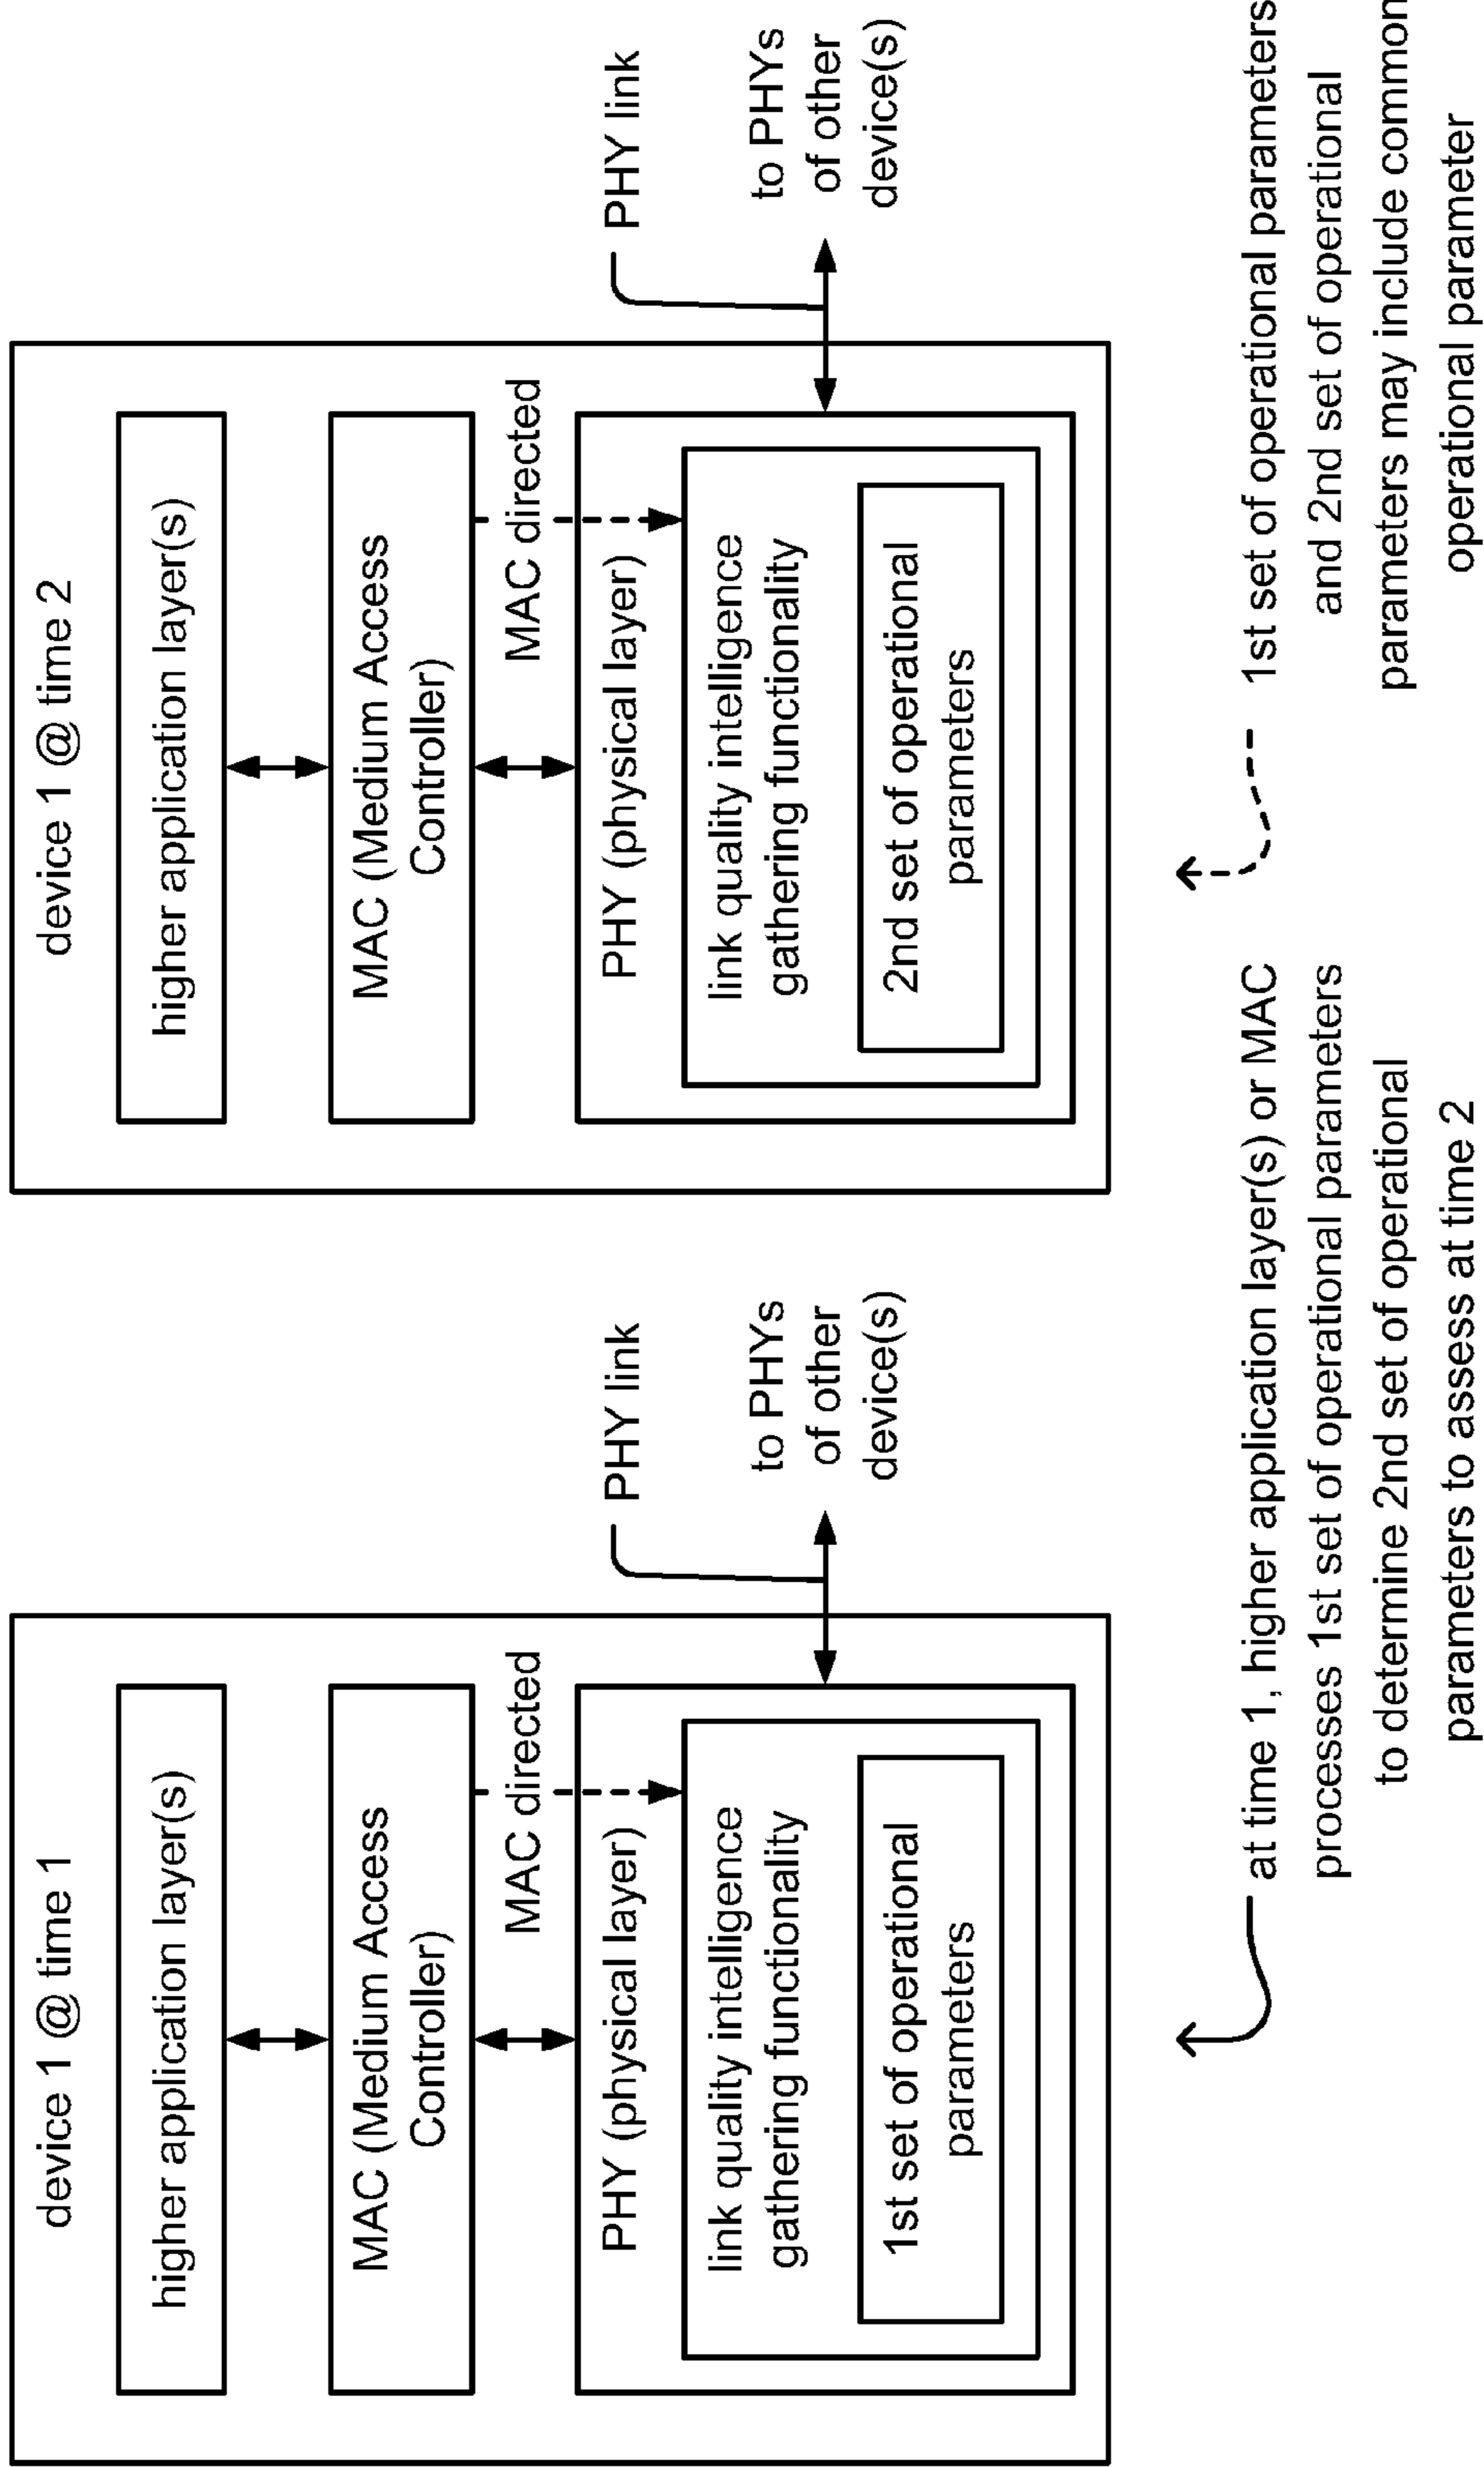 device 1 @ time 1
higher application layer(s)
MAC (Medium Access
Controller)
MAC directed
PHY (physical layer)
link quality intelligence
gathering functionality
1st set of operational
parameters
PHY link
to PHYs
of other
device(s)
device 1 @ time 2
higher application layer(s)
MAC (Medium Access
Controller)
MAC directed
PHY (physical layer)
link quality intelligence
gathering functionality
2nd set of operational
parameters
PHY link
to PHYs
of other
device(s)
at time 1, higher application layer(s) or MAC
processes 1st set of operational parameters
to determine 2nd set of operational
parameters to assess at time 2
1st set of operational parameters
and 2nd set of operational
parameters may include common
operational parameter